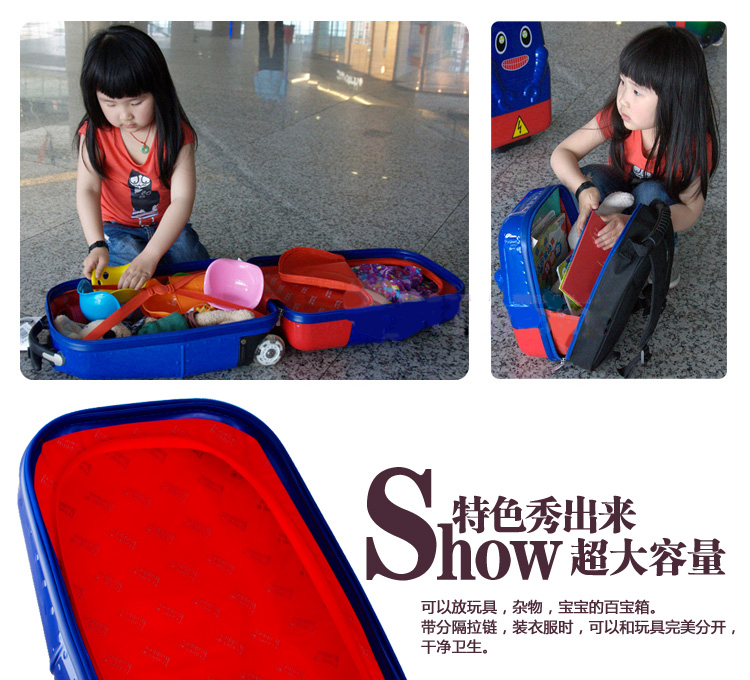 特色秀出来
Show 超大容量
可以放玩具，杂物，宝宝的百宝箱。
带分隔拉链，装衣服时，可以和玩具完美分开，
干净卫生。